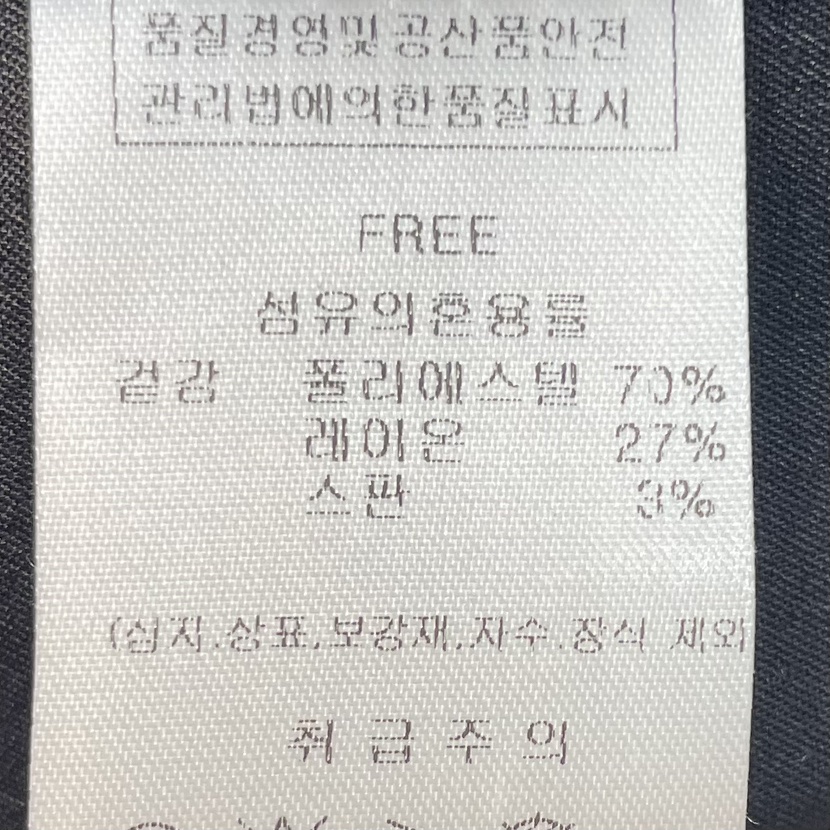 품질경영및공산품안전
관리법에의한품질표시
FREE
섬유의혼용률
겉감 폴리에스텔 70%
레이온 27%
스판 3%
(심지.상표.보강재.자수.장식 제외
취급주의